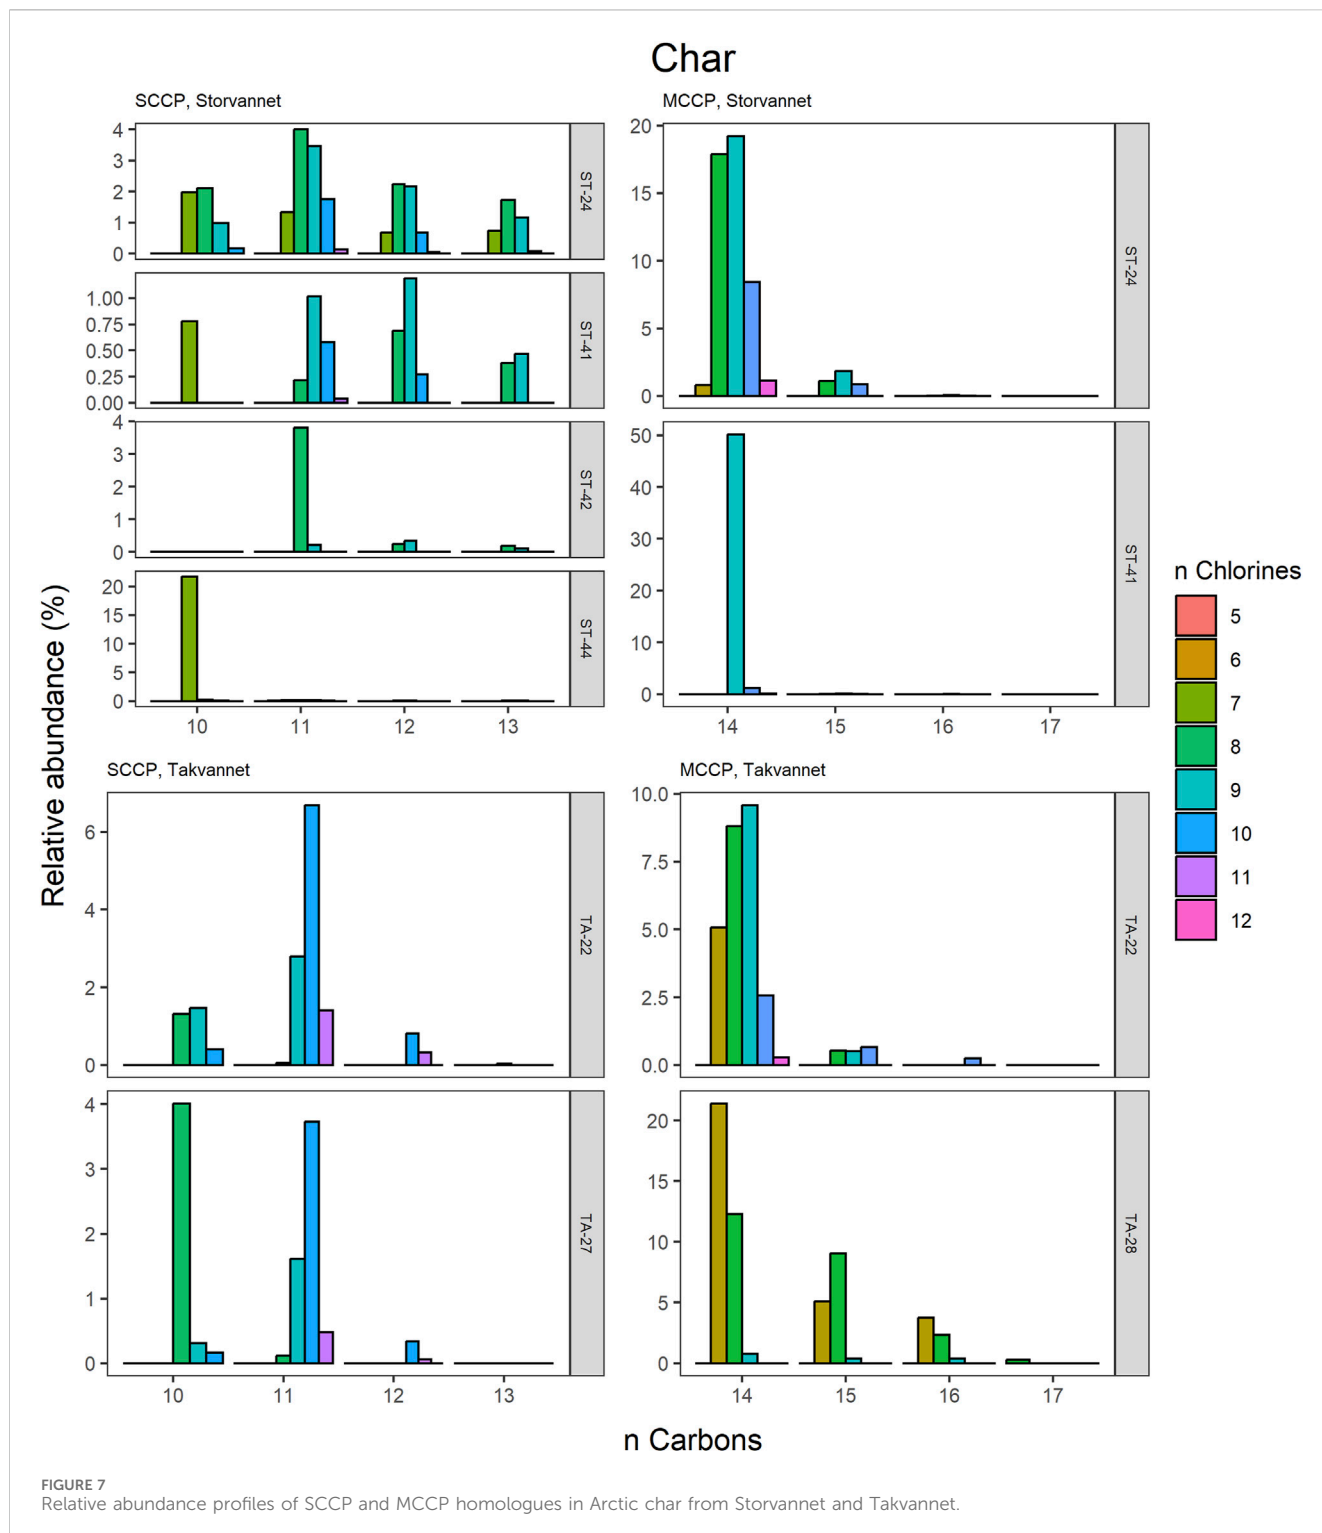 Char
SCCP, Storvannet
4
3
2
1
0
ST-24
1.00
0.75
0.50
0.25
0.00
ST-41
4
3
2
1
0
ST-42
20
15
10
5
0
ST-44
10 11 12 13
MCCP, Storvannet
20
15
10
5
0
ST-24
50
40
30
20
10
0
ST-41
14 15 16 17
SCCP, Takvannet
6
4
2
0
TA-22
4
3
2
1
0
TA-27
10 11 12 13
MCCP, Takvannet
10.0
7.5
5.0
2.5
0.0
TA-22
20
15
10
5
0
TA-28
14 15 16 17
Relative abundance (%)
n Carbons
n Chlorines
5
6
7
8
9
10
11
12
FIGURE 7
Relative abundance profiles of SCCP and MCCP homologues in Arctic char from Storvannet and Takvannet.